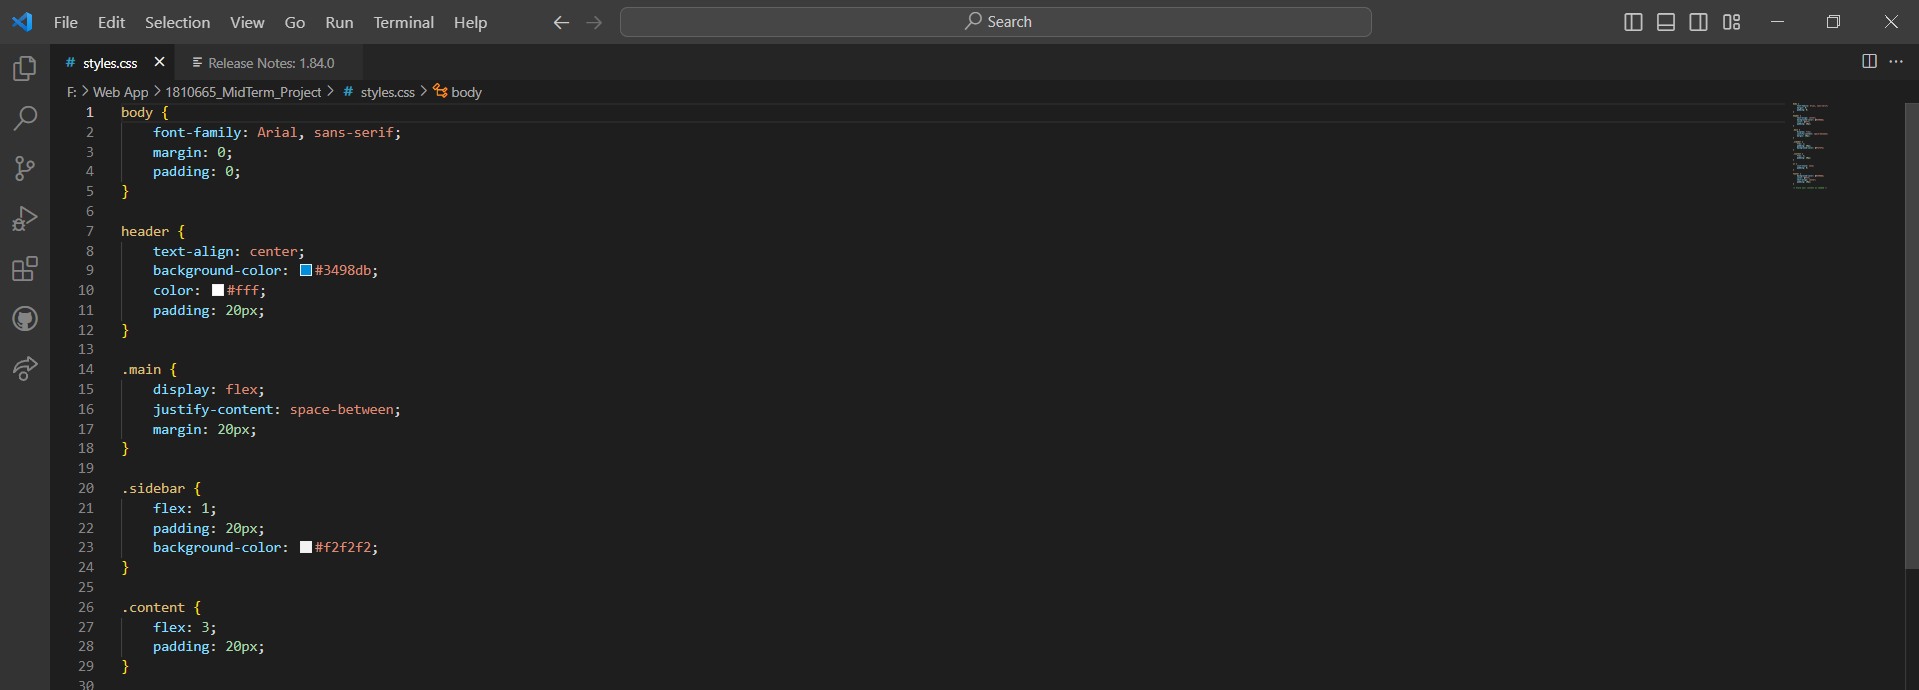 File Edit Selection View Go Run Terminal Help Search
# styles.css Release Notes: 1.84.0
F: > Web App > 1810665_MidTerm_Project > # styles.css > body
1 body {
2     font-family: Arial, sans-serif;
3     margin: 0;
4     padding: 0;
5 }
6
7 header {
8     text-align: center;
9     background-color: #3498db;
10     color: #fff;
11     padding: 20px;
12 }
13
14 .main {
15     display: flex;
16     justify-content: space-between;
17     margin: 20px;
18 }
19
20 .sidebar {
21     flex: 1;
22     padding: 20px;
23     background-color: #f2f2f2;
24 }
25
26 .content {
27     flex: 3;
28     padding: 20px;
29 }
30